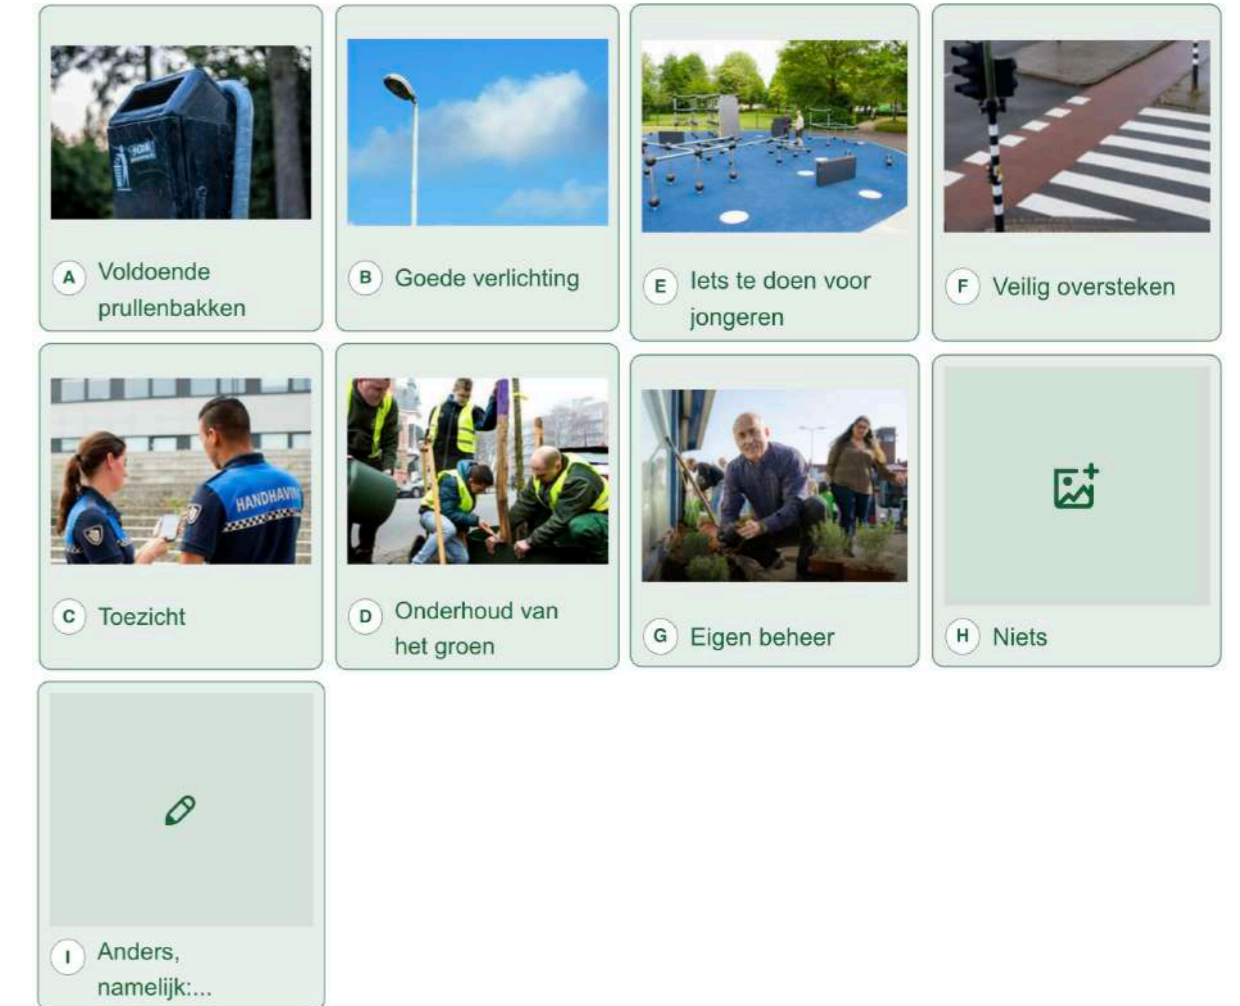 A Voldoende
prullenbakken
B Goede verlichting
E Iets te doen voor
jongeren
F Veilig oversteken
HANDHAVIN
C Toezicht
D Onderhoud van
het groen
G Eigen beheer
H Niets
I Anders,
namelijk:...